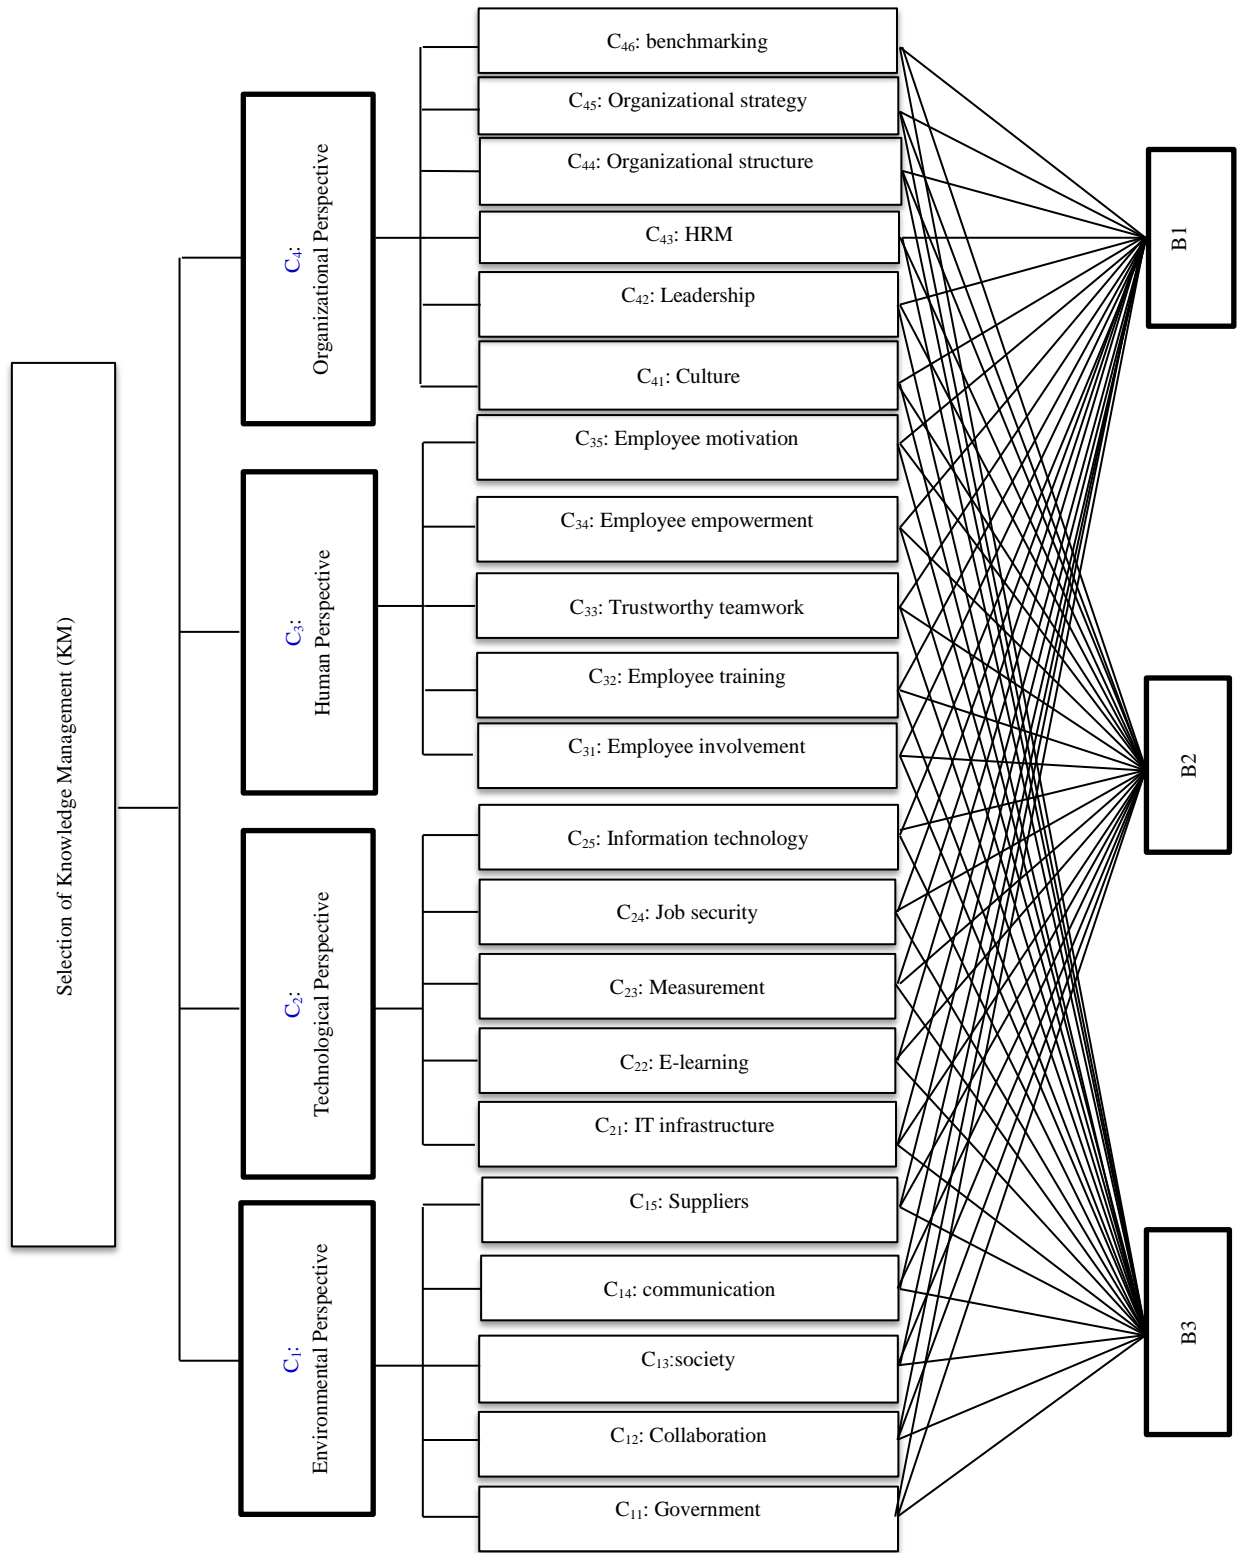 Selection of Knowledge Management (KM)
C4:
Organizational Perspective
C3:
Human Perspective
C2:
Technological Perspective
C1:
Environmental Perspective
C46: benchmarking
C45: Organizational strategy
C44: Organizational structure
C43: HRM
C42: Leadership
C41: Culture
C35: Employee motivation
C34: Employee empowerment
C33: Trustworthy teamwork
C32: Employee training
C31: Employee involvement
C25: Information technology
C24: Job security
C23: Measurement
C22: E-learning
C21: IT infrastructure
C15: Suppliers
C14: communication
C13:society
C12: Collaboration
C11: Government
B1
B2
B3